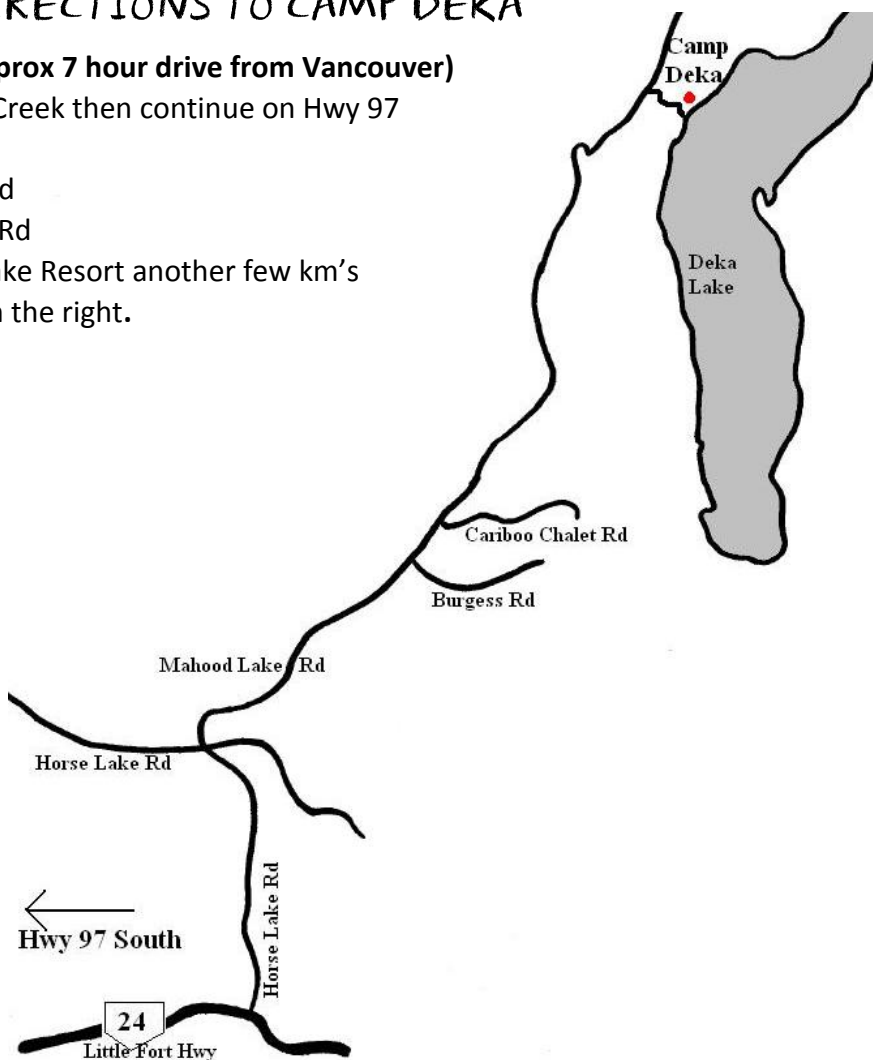 RECTIONS TO CAMP DEKA
prox 7 hour drive from Vancouver)
Creek then continue on Hwy 97
d
Rd
ke Resort another few km's
the right.
Camp
Deka
Deka
Lake
Cariboo Chalet Rd
Burgess Rd
Mahood Lake Rd
Horse Lake Rd
Horse Lake Rd
Hwy 97 South
24
Little Fort Hwy